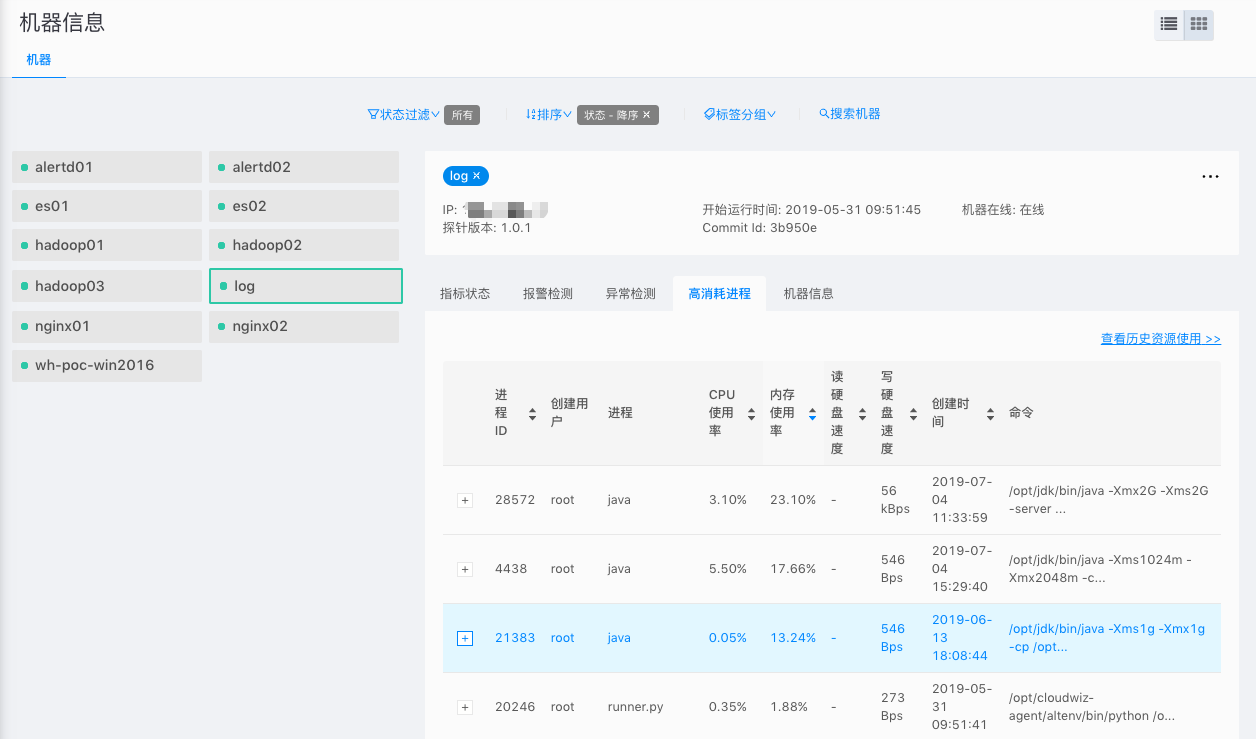 机器信息
机器
状态过滤 所有 排序 状态 - 降序 × 标签分组 搜索机器
alertd01 alertd02
es01 es02
hadoop01 hadoop02
hadoop03 log
nginx01 nginx02
wh-poc-win2016
log ×
IP: 开始运行时间: 2019-05-31 09:51:45 机器在线: 在线
探针版本: 1.0.1 Commit Id: 3b950e
指标状态 报警检测 异常检测 高消耗进程 机器信息
查看历史资源使用 >>
进
程
ID
创建用
户
进程
CPU
使用
率
内存
使用
率
读
硬
盘
速
度
写
硬
盘
速
度
创建时
间
命令
28572 root java 3.10% 23.10% -
56
kBps
2019-07-
04
11:33:59
/opt/jdk/bin/java -Xmx2G -Xms2G
-server ...
4438 root java 5.50% 17.66% -
546
Bps
2019-07-
04
15:29:40
/opt/jdk/bin/java -Xms1024m -
Xmx2048m -c...
21383 root java 0.05% 13.24% -
546
Bps
2019-06-
13
18:08:44
/opt/jdk/bin/java -Xms1g -Xmx1g
-cp /opt...
20246 root runner.py 0.35% 1.88% -
273
Bps
2019-05-
31
09:51:41
/opt/cloudwiz-
agent/altenv/bin/python /o...